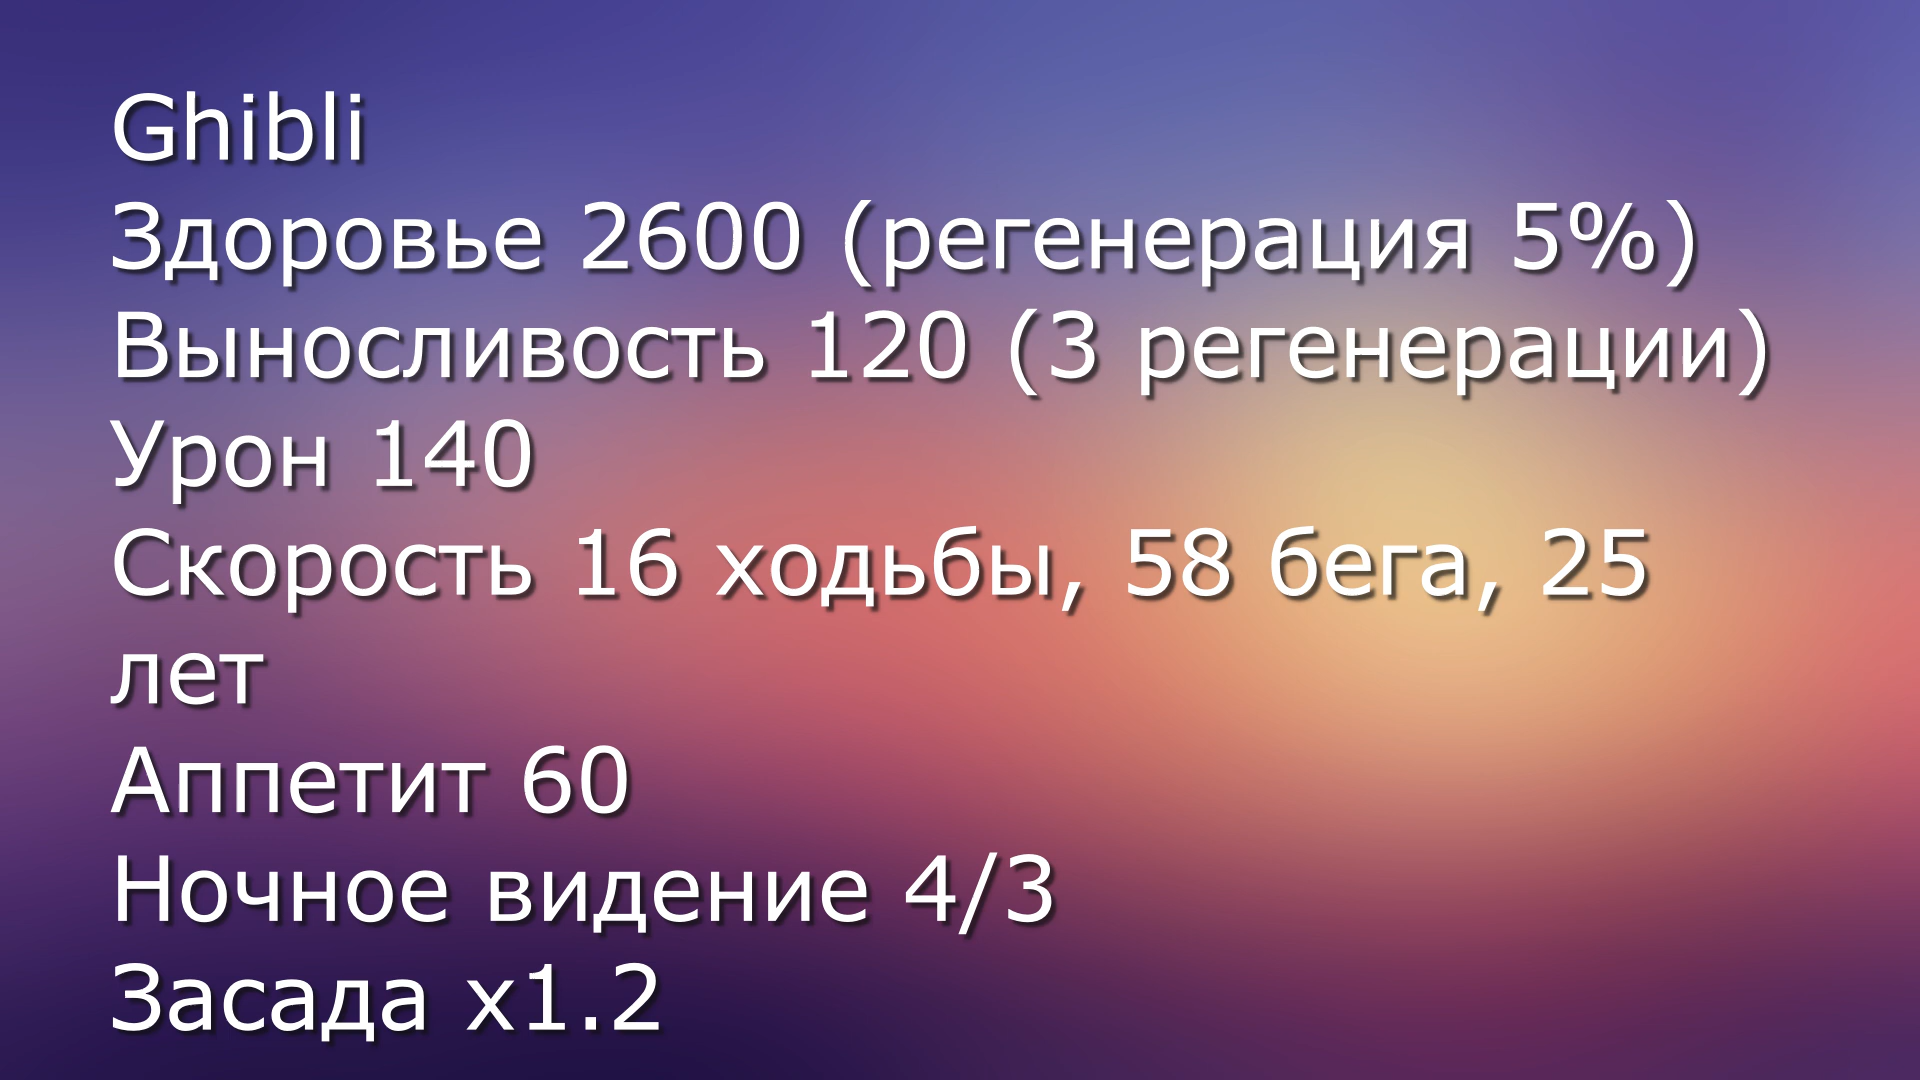 Ghibli
Здоровье 2600 (регенерация 5%)
Выносливость 120 (3 регенерации)
Урон 140
Скорость 16 ходьбы, 58 бега, 25
лет
Аппетит 60
Ночное видение 4/3
Засада x1.2